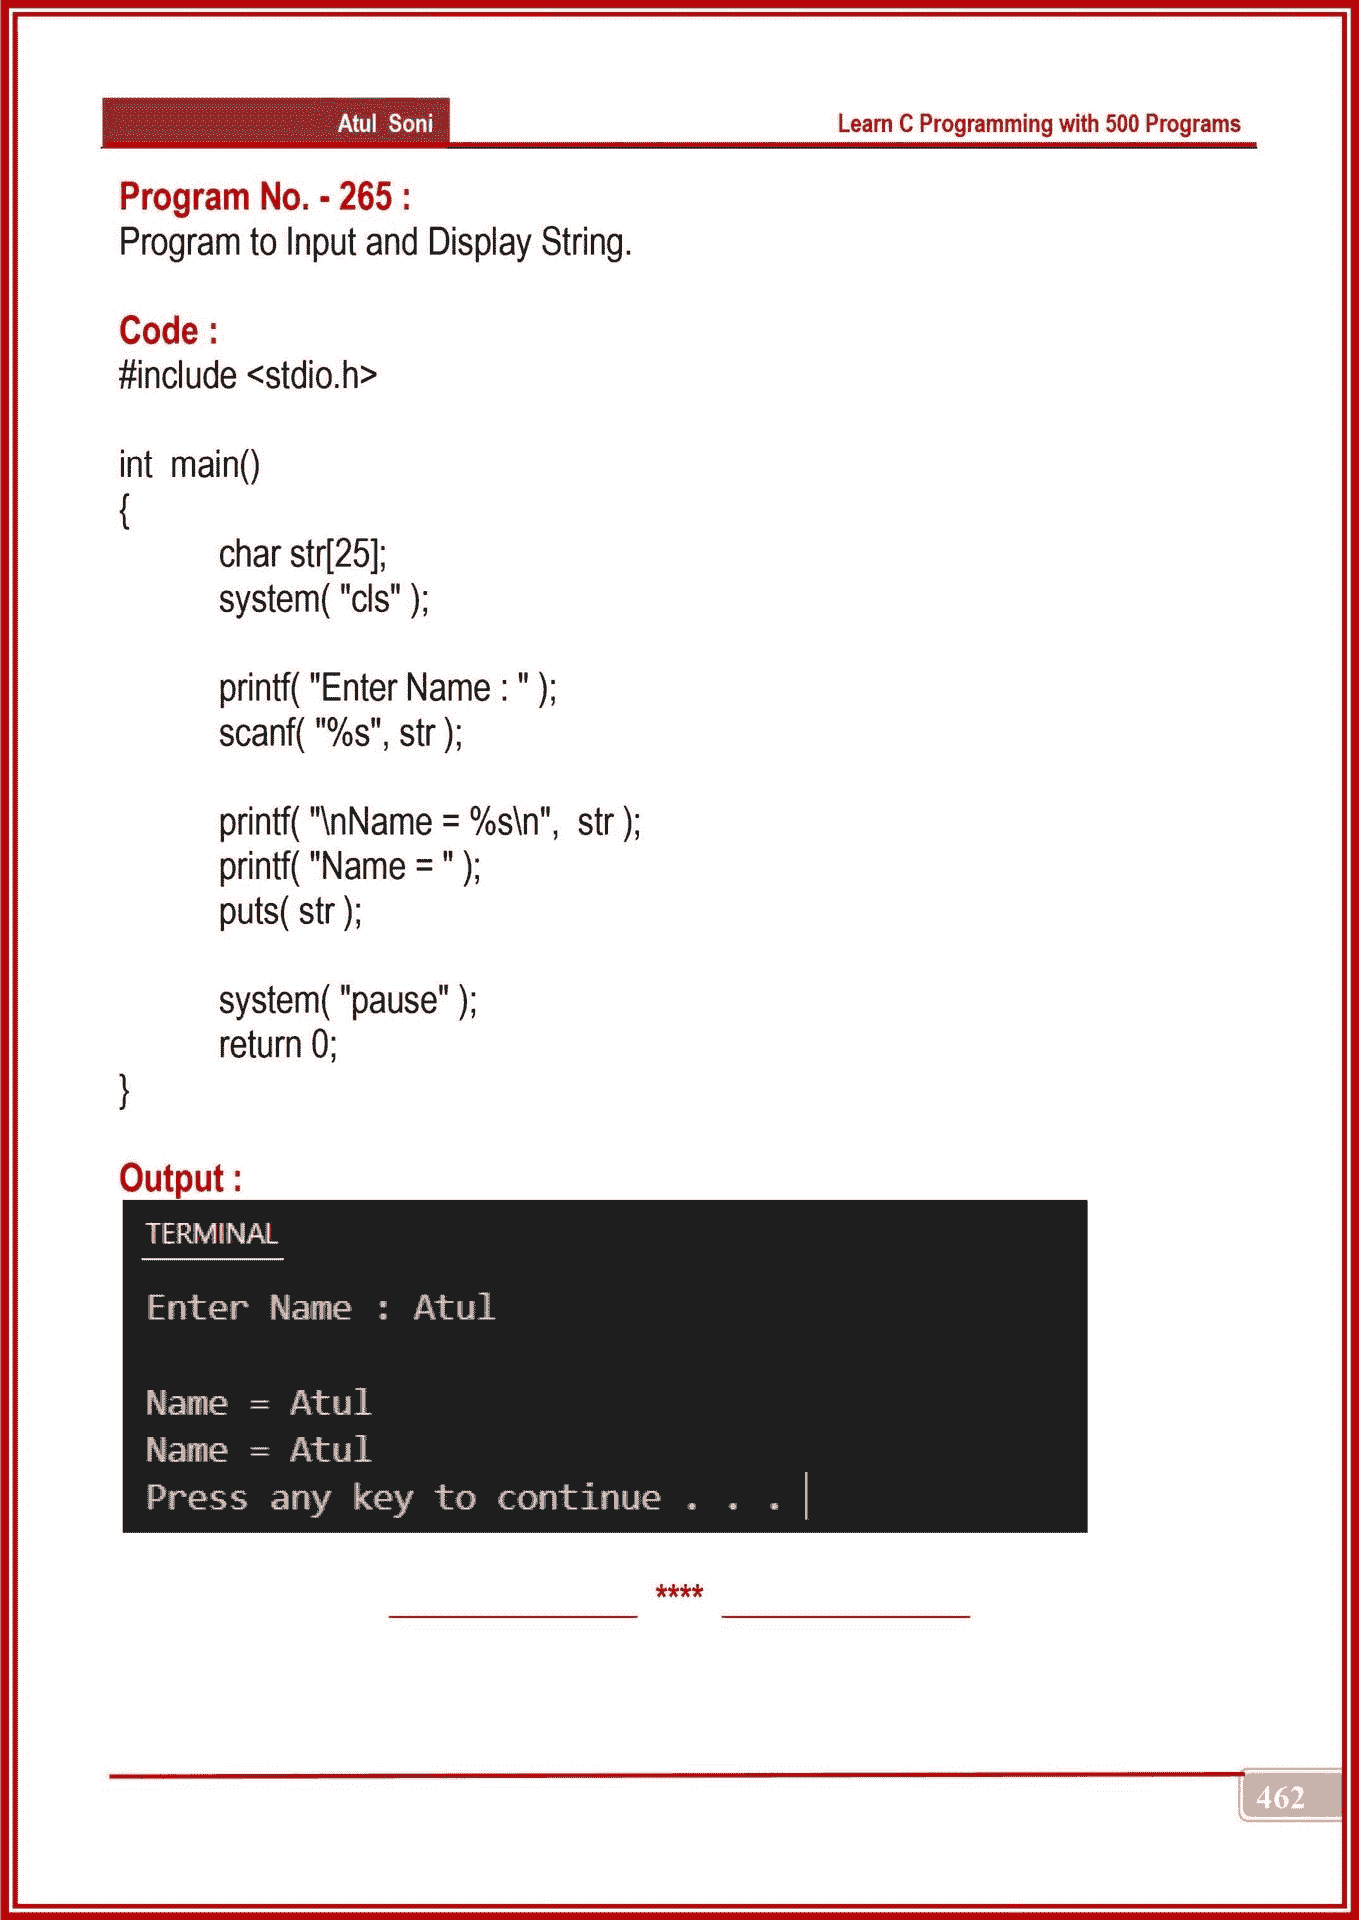 Atul  Soni
Learn C Programming with 500 Programs
Program No. - 265 :
Program to Input and Display String.
Code :
#include <stdio.h>
int  main()
{
char str[25];
system( "cls" );
printf( "Enter Name : " );
scanf( "%s", str );
printf( "\nName = %s\n",  str );
printf( "Name = " );
puts( str );
system( "pause" );
return 0;
}
Output :
TERMINAL
Enter Name : Atul
Name = Atul
Name = Atul
Press any key to continue . . .
****
462